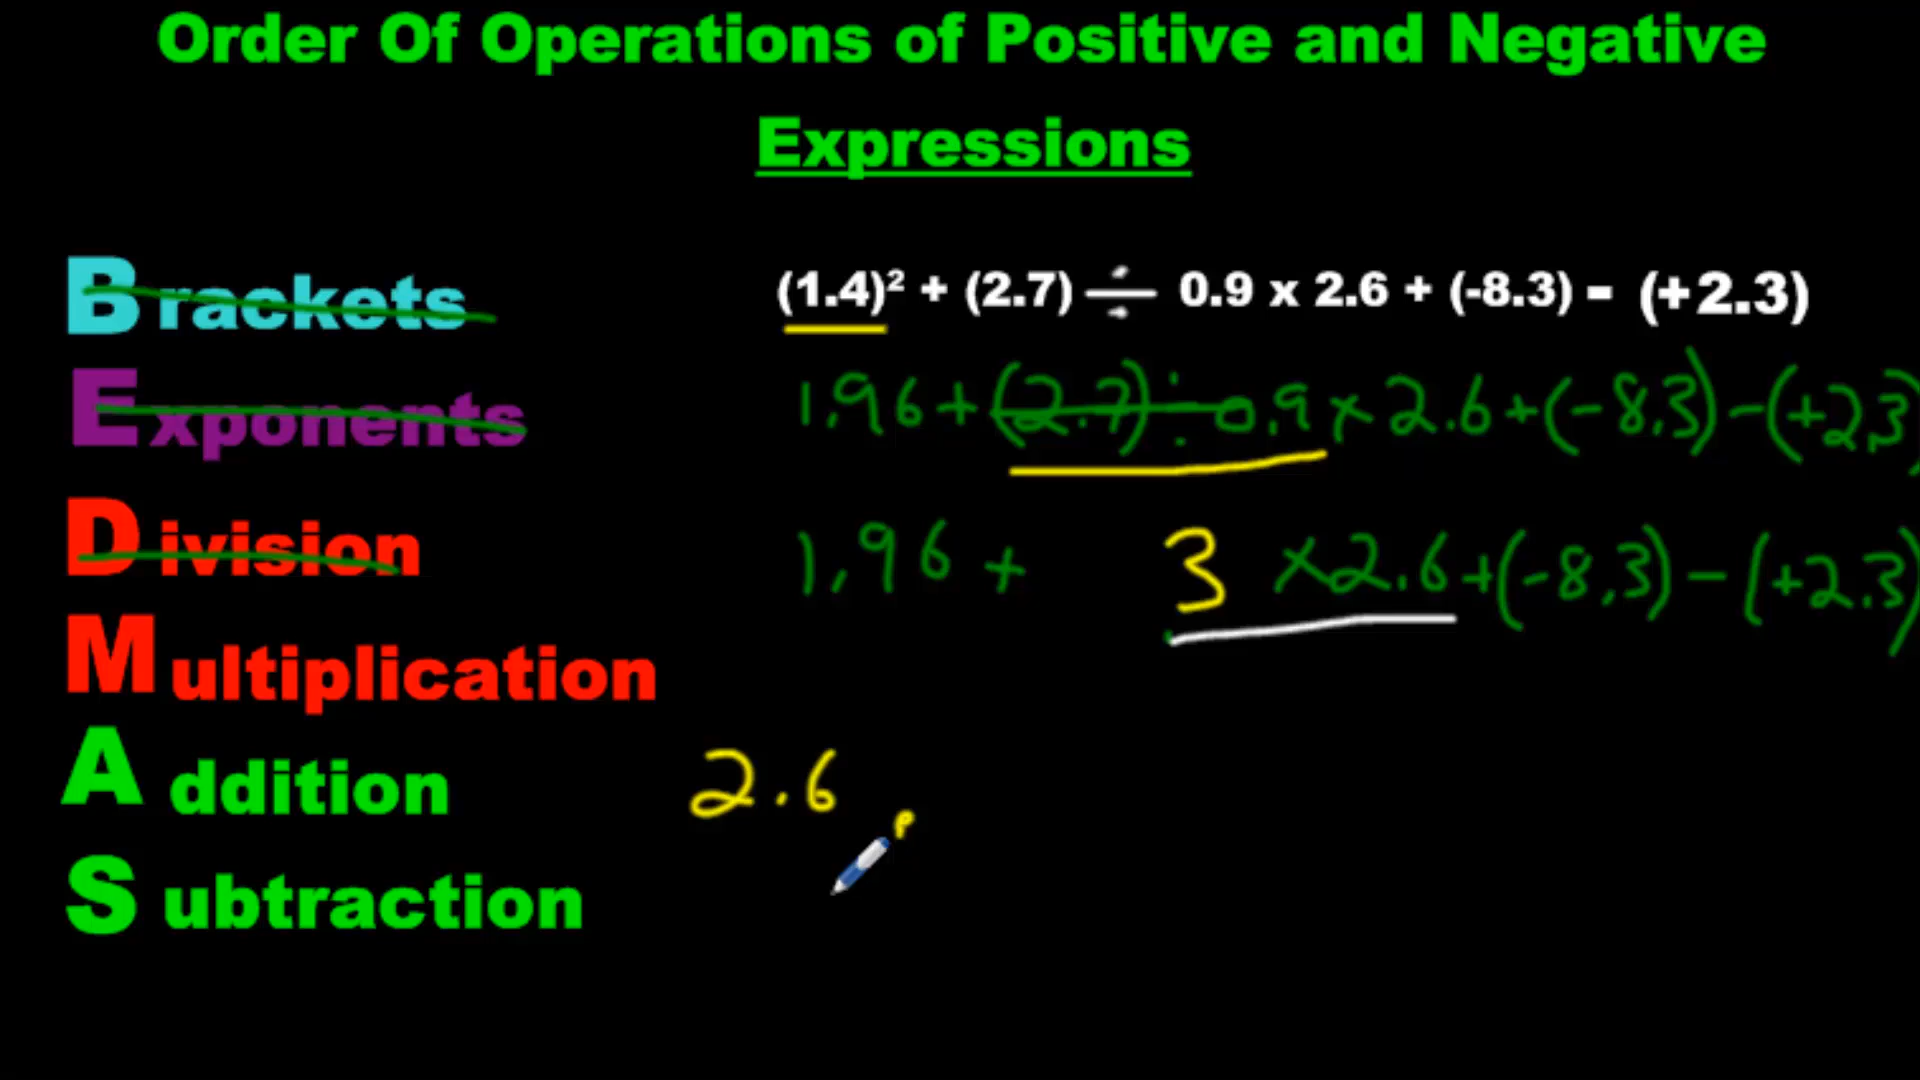 Order Of Operations of Positive and Negative
Expressions
Brackets
(1.4)² + (2.7) ÷ 0.9 x 2.6 + (-8.3) - (+2.3)
Exponents
1.96 + (2.7) ÷ 0.9 × 2.6 + (-8.3) - (+2.3
Division
1.96 + 3 × 2.6 + (-8.3) - (+2.3)
Multiplication
Addition
2.6
Subtraction